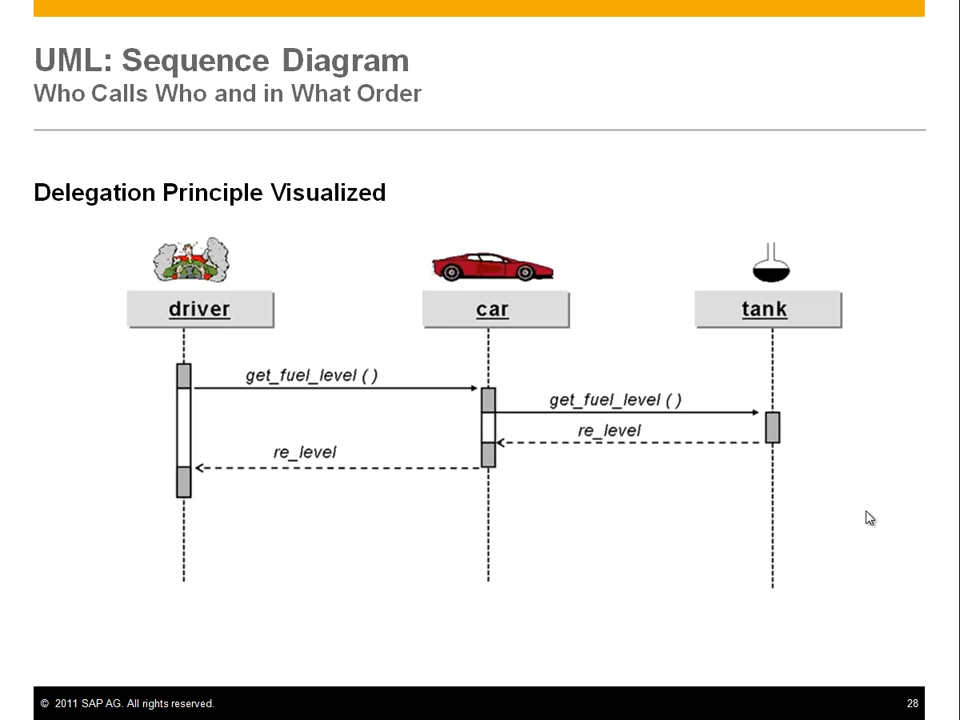 UML: Sequence Diagram
Who Calls Who and in What Order
Delegation Principle Visualized
driver
car
tank
get_fuel_level ( )
get_fuel_level ( )
re_level
re_level
© 2011 SAP AG. All rights reserved.
28